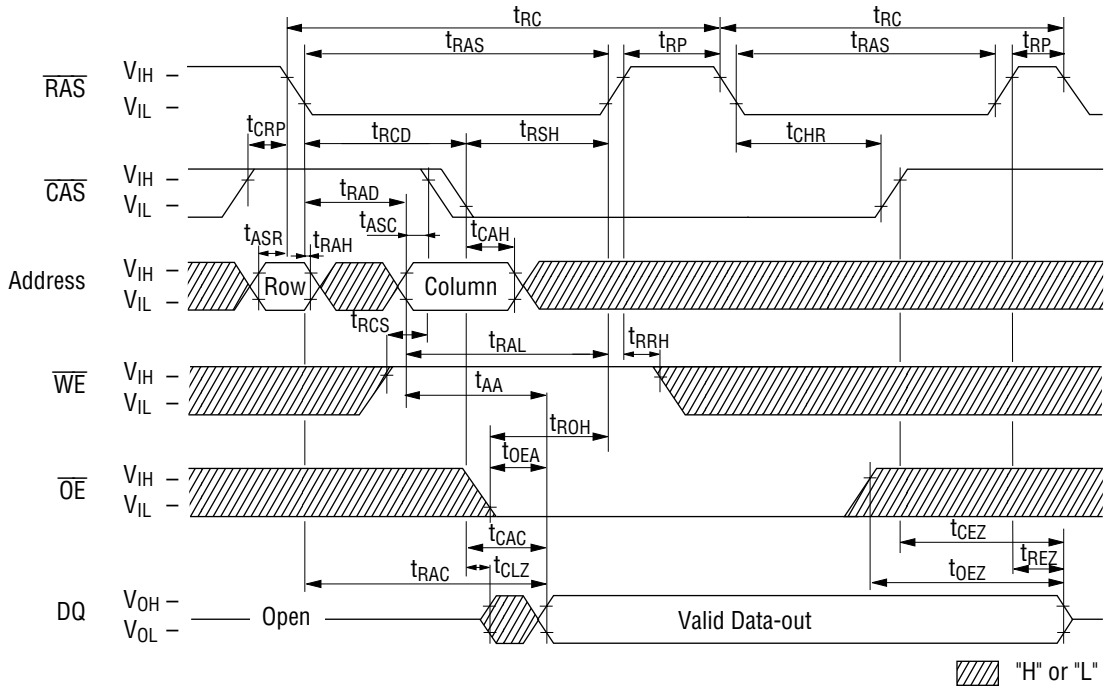 tRC tRC
tRAS tRP tRAS tRP
RAS VIH –
VIL –
tCRP tRCD tRSH tCHR
CAS VIH –
VIL –
tRAD
tASC tCAH
tASR tRAH
Address VIH –
VIL –
Row Column
tRCS tRAL tRRH
WE VIH –
VIL –
tAA
tROH
tOEA
OE VIH –
VIL –
tCAC tCEZ
tRAC tCLZ tOEZ tREZ
DQ VOH –
VOL –
Open Valid Data-out
"H" or "L"